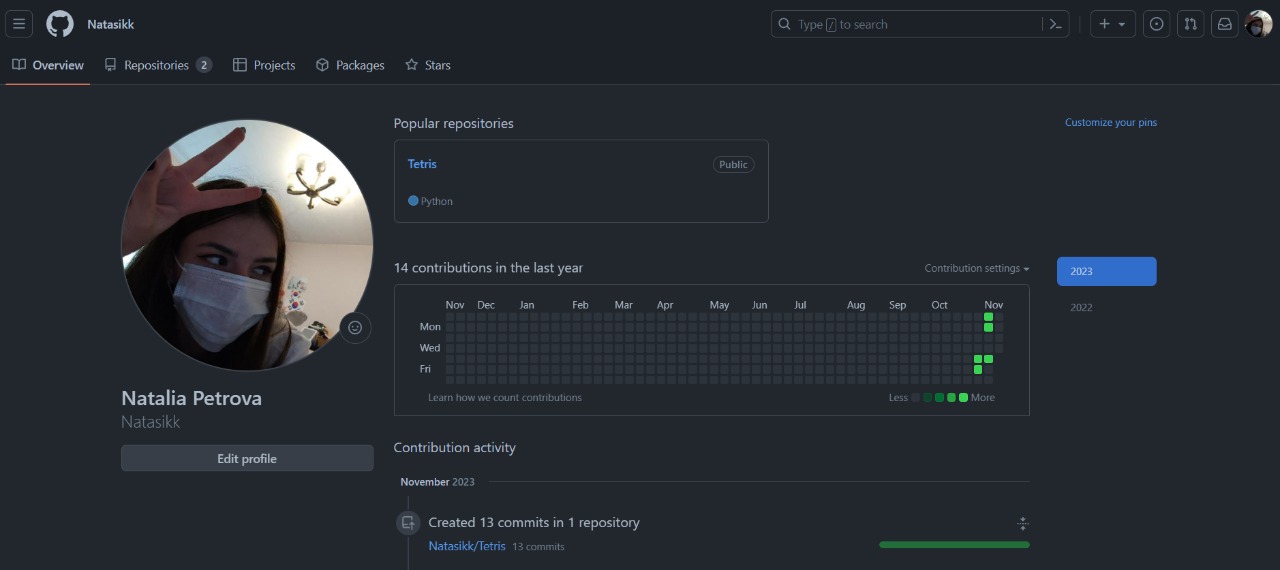 Natasikk
Type / to search
Overview
Repositories 2
Projects
Packages
Stars
Popular repositories
Customize your pins
Tetris
Public
Python
14 contributions in the last year
Contribution settings
2023
2022
Nov Dec Jan Feb Mar Apr May Jun Jul Aug Sep Oct Nov
Mon
Wed
Fri
Learn how we count contributions
Less More
Natalia Petrova
Natasikk
Edit profile
Contribution activity
November 2023
Created 13 commits in 1 repository
Natasikk/Tetris 13 commits